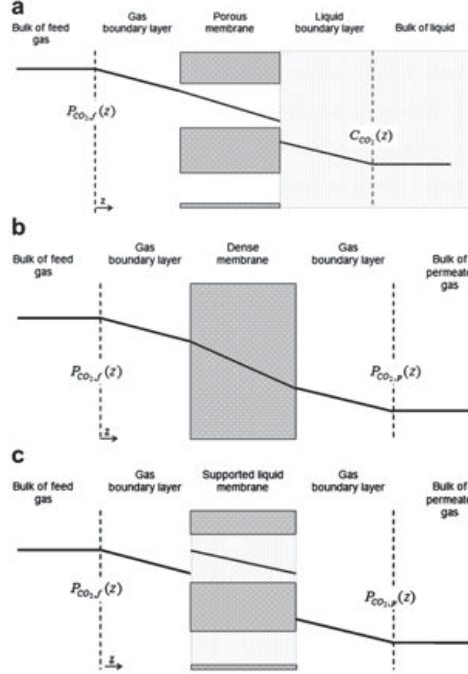 a
Bulk of feed gas
Gas boundary layer
Porous membrane
Liquid boundary layer
Bulk of liquid
P_{CO_2,f}(z)
C_{CO_2}(z)
z
b
Bulk of feed gas
Gas boundary layer
Dense membrane
Gas boundary layer
Bulk of permeate gas
P_{CO_2,f}(z)
P_{CO_2,p}(z)
z
c
Bulk of feed gas
Gas boundary layer
Supported liquid membrane
Gas boundary layer
Bulk of permeate gas
P_{CO_2,f}(z)
P_{CO_2,p}(z)
z